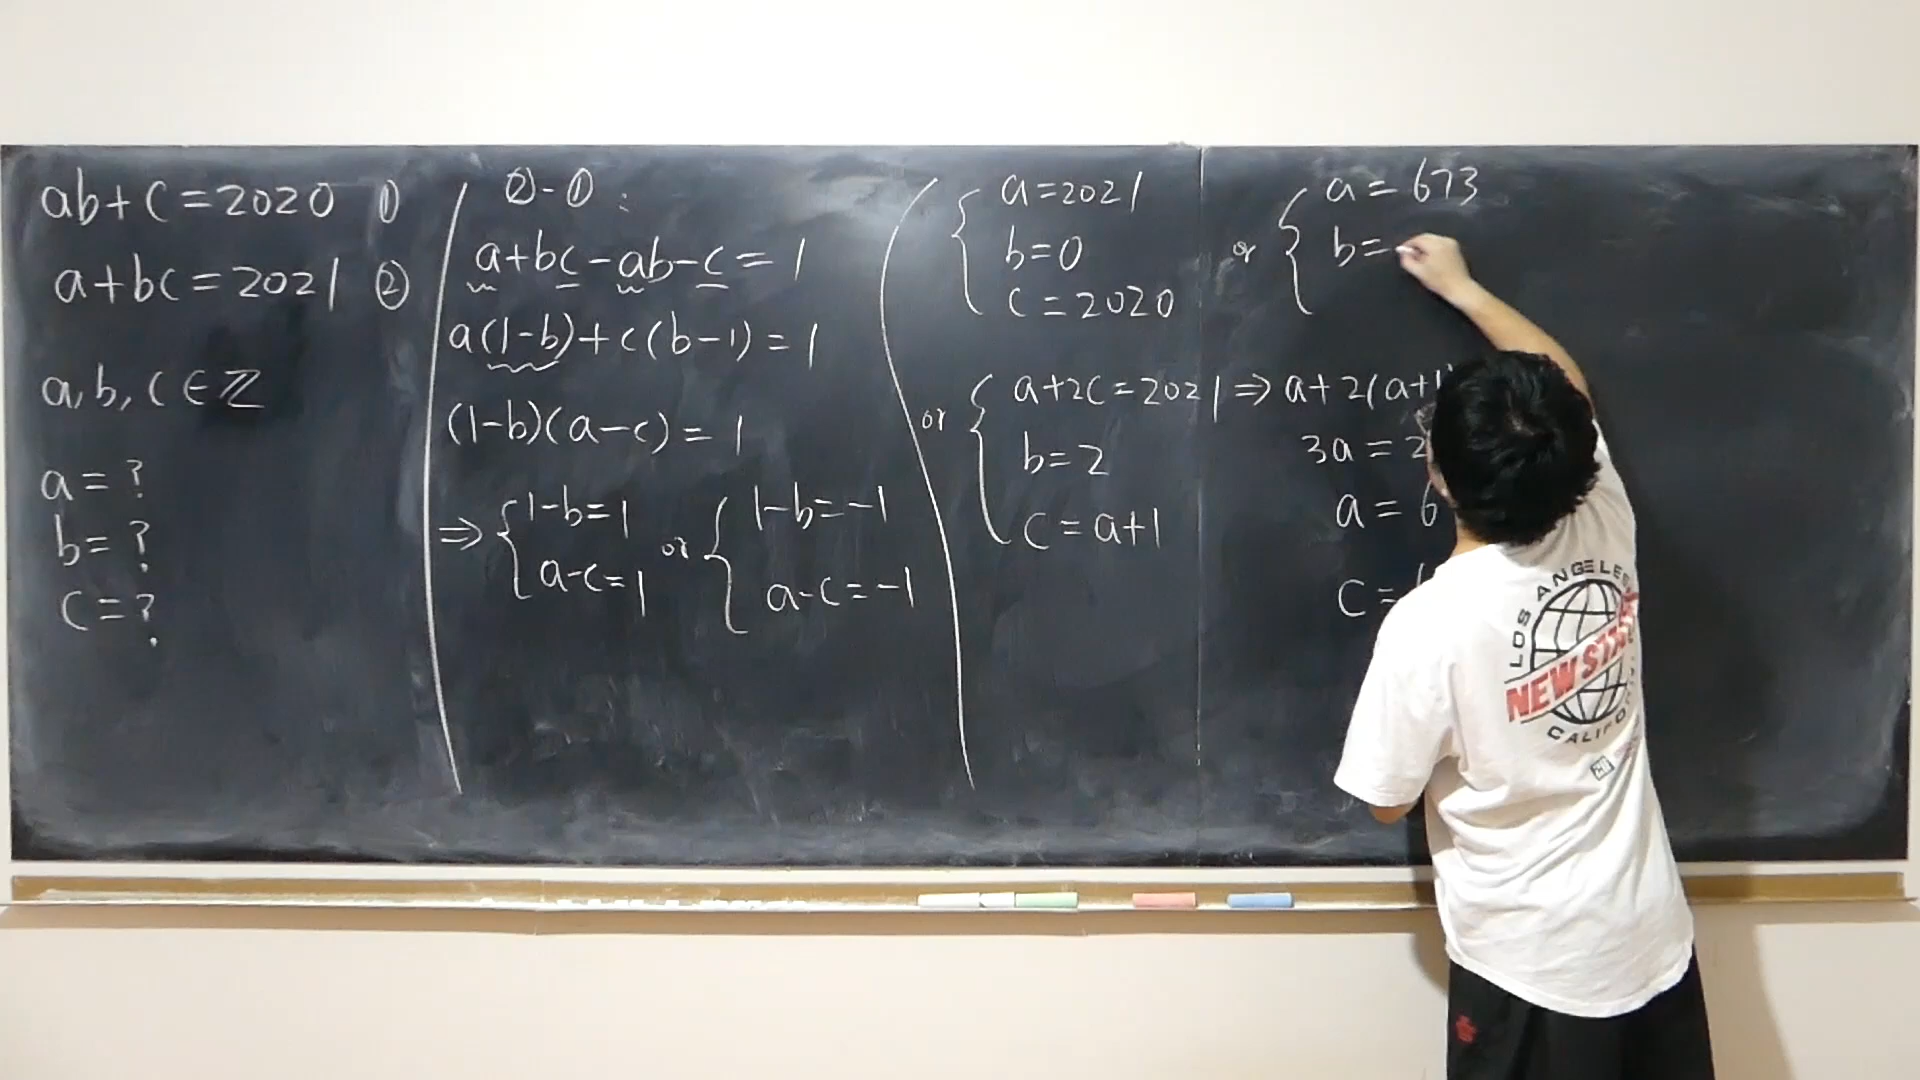 ab+c=2020 ①
a+bc=2021 ②
a,b,c∈ℤ
a=?
b=?
c=?
②-①:
a+bc-ab-c=1
a(1-b)+c(b-1)=1
(1-b)(a-c)=1
⇒ { 1-b=1 or { 1-b=-1
a-c=1 a-c=-1
{ a=2021
b=0
c=2020
or { a+2c=2021 ⇒ a+2(a+1)
b=2
c=a+1
3a=2
a=6
c=
or { a=673
b=
LOS ANGELES
NEW STA
CALIFO